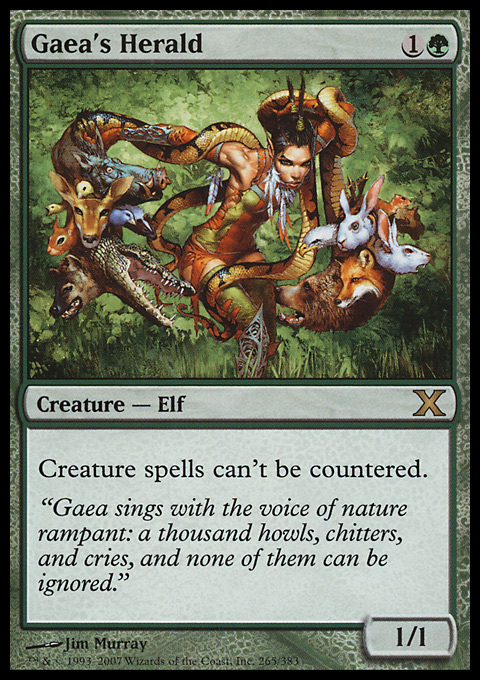 Gaea's Herald 1
Creature — Elf X
Creature spells can't be countered.
“Gaea sings with the voice of nature
rampant: a thousand howls, chitters,
and cries, and none of them can be
ignored.”
Jim Murray
1/1
™ & © 1993–2007 Wizards of the Coast, Inc. 265/383